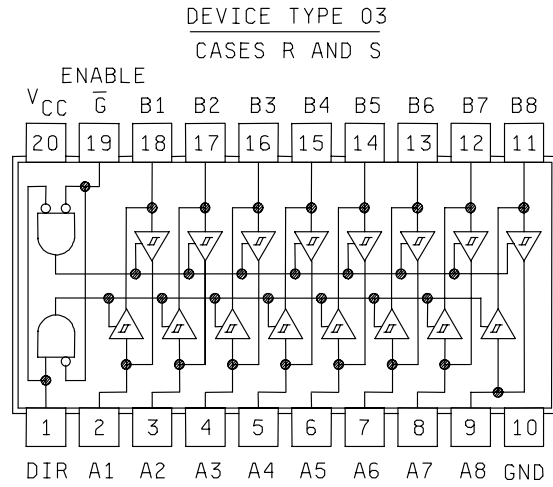 DEVICE TYPE 03
CASES R AND S
VCC ENABLE G̅ B1 B2 B3 B4 B5 B6 B7 B8
20 19 18 17 16 15 14 13 12 11
1 2 3 4 5 6 7 8 9 10
DIR A1 A2 A3 A4 A5 A6 A7 A8 GND